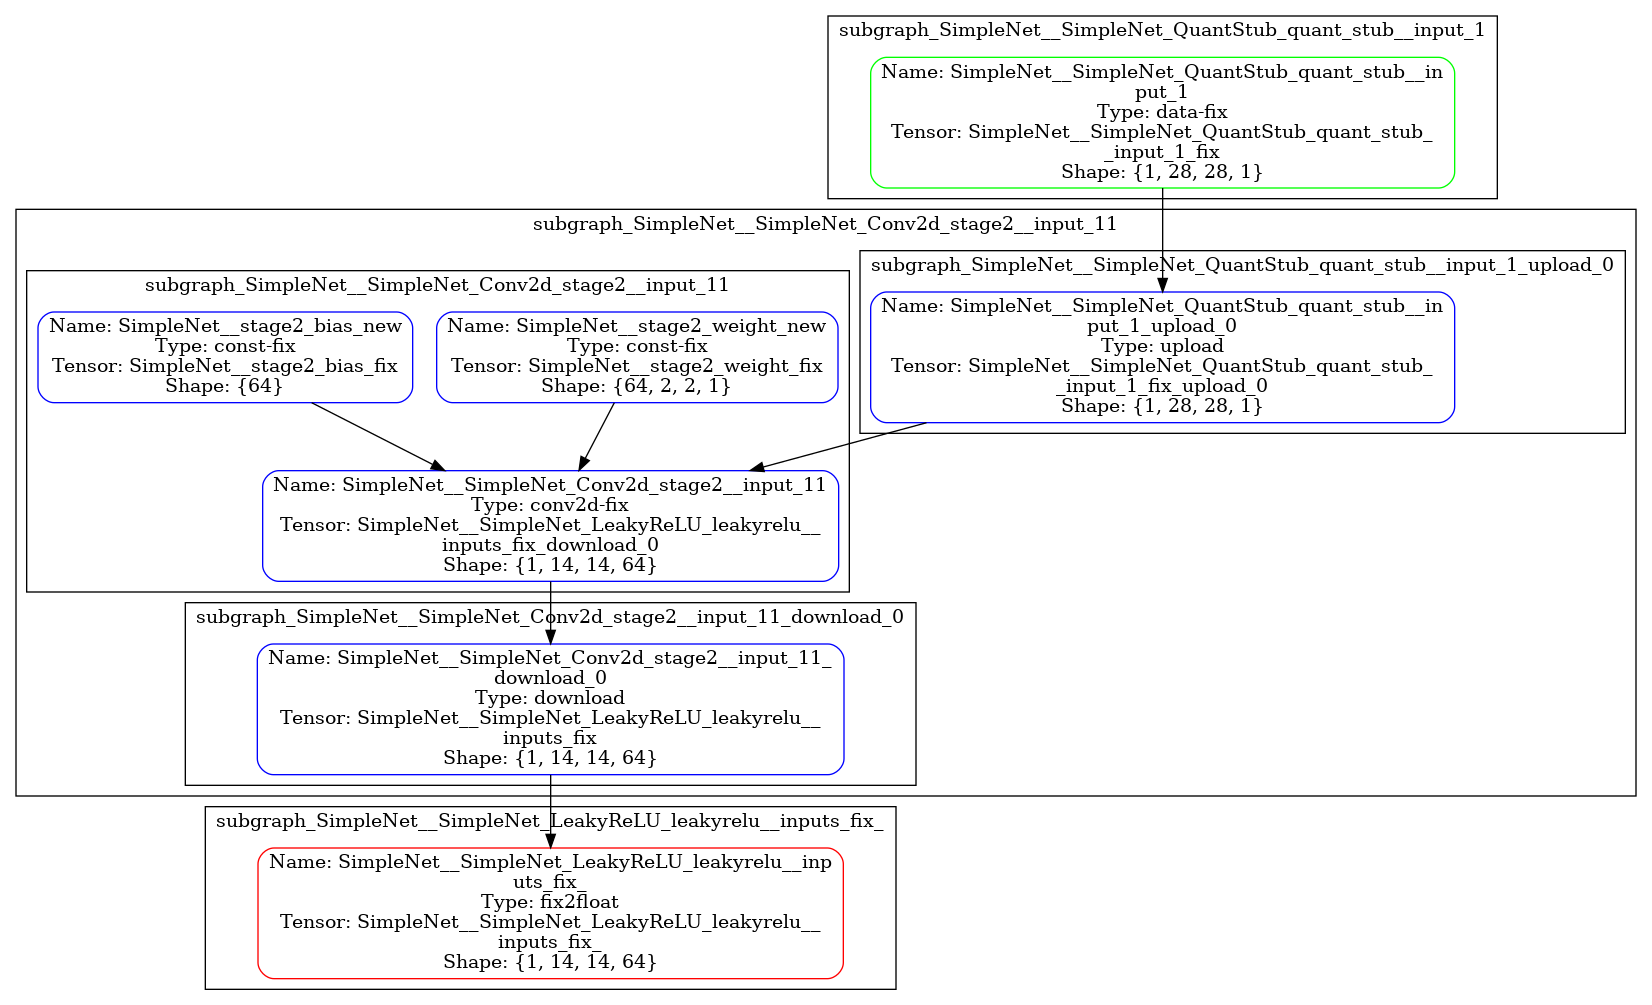 subgraph_SimpleNet__SimpleNet_QuantStub_quant_stub__input_1
Name: SimpleNet__SimpleNet_QuantStub_quant_stub__in
put_1
Type: data-fix
Tensor: SimpleNet__SimpleNet_QuantStub_quant_stub_
_input_1_fix
Shape: {1, 28, 28, 1}
subgraph_SimpleNet__SimpleNet_Conv2d_stage2__input_11
subgraph_SimpleNet__SimpleNet_QuantStub_quant_stub__input_1_upload_0
Name: SimpleNet__SimpleNet_QuantStub_quant_stub__in
put_1_upload_0
Type: upload
Tensor: SimpleNet__SimpleNet_QuantStub_quant_stub_
_input_1_fix_upload_0
Shape: {1, 28, 28, 1}
subgraph_SimpleNet__SimpleNet_Conv2d_stage2__input_11
Name: SimpleNet__stage2_bias_new
Type: const-fix
Tensor: SimpleNet__stage2_bias_fix
Shape: {64}
Name: SimpleNet__stage2_weight_new
Type: const-fix
Tensor: SimpleNet__stage2_weight_fix
Shape: {64, 2, 2, 1}
Name: SimpleNet__SimpleNet_Conv2d_stage2__input_11
Type: conv2d-fix
Tensor: SimpleNet__SimpleNet_LeakyReLU_leakyrelu__
inputs_fix_download_0
Shape: {1, 14, 14, 64}
subgraph_SimpleNet__SimpleNet_Conv2d_stage2__input_11_download_0
Name: SimpleNet__SimpleNet_Conv2d_stage2__input_11_
download_0
Type: download
Tensor: SimpleNet__SimpleNet_LeakyReLU_leakyrelu__
inputs_fix
Shape: {1, 14, 14, 64}
subgraph_SimpleNet__SimpleNet_LeakyReLU_leakyrelu__inputs_fix_
Name: SimpleNet__SimpleNet_LeakyReLU_leakyrelu__inp
uts_fix_
Type: fix2float
Tensor: SimpleNet__SimpleNet_LeakyReLU_leakyrelu__
inputs_fix_
Shape: {1, 14, 14, 64}